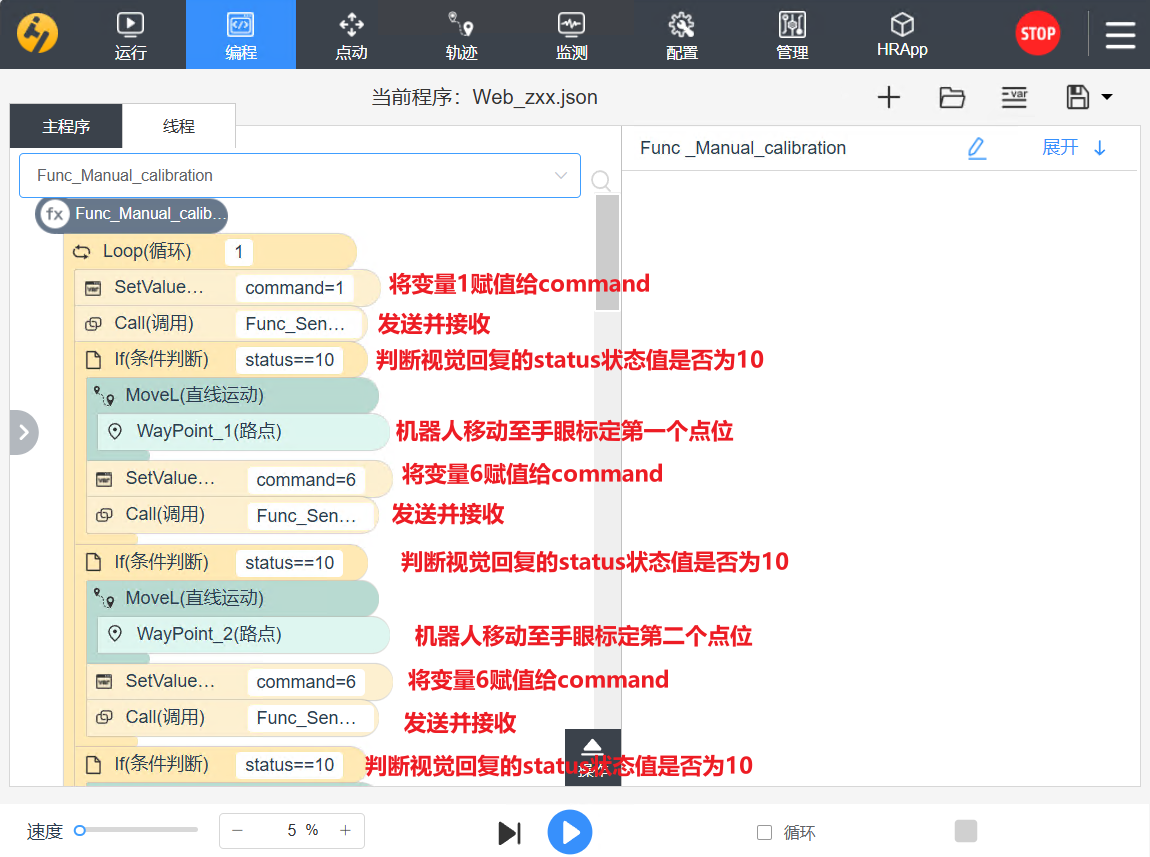 运行
编程
点动
轨迹
监测
配置
管理
HRApp
STOP
当前程序：Web_zxx.json
var
主程序
线程
Func_Manual_calibration
Func _Manual_calibration
展开
fx Func_Manual_calib...
Loop(循环) 1
SetValue... command=1 将变量1赋值给command
Call(调用) Func_Sen... 发送并接收
If(条件判断) status==10 判断视觉回复的status状态值是否为10
MoveL(直线运动)
WayPoint_1(路点) 机器人移动至手眼标定第一个点位
SetValue... command=6 将变量6赋值给command
Call(调用) Func_Sen... 发送并接收
If(条件判断) status==10 判断视觉回复的status状态值是否为10
MoveL(直线运动)
WayPoint_2(路点) 机器人移动至手眼标定第二个点位
SetValue... command=6 将变量6赋值给command
Call(调用) Func_Sen... 发送并接收
If(条件判断) status==10 判断视觉回复的status状态值是否为10
操作
速度
− 5 % +
循环